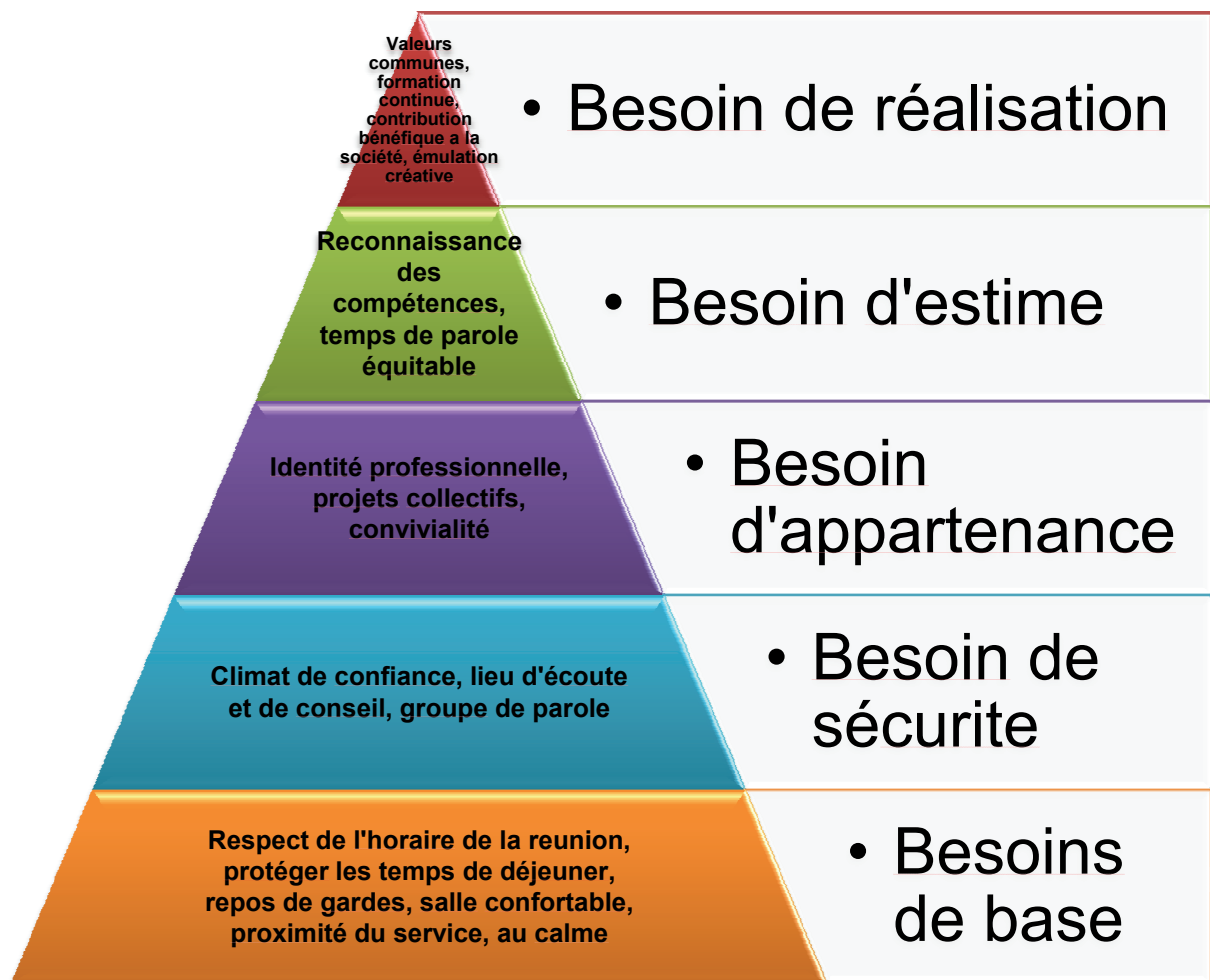 Valeurs
communes,
formation
continue,
contribution
bénéfique a la
société, émulation
créative
• Besoin de réalisation
Reconnaissance
des
compétences,
temps de parole
équitable
• Besoin d'estime
Identité professionnelle,
projets collectifs,
convivialité
• Besoin
d'appartenance
Climat de confiance, lieu d'écoute
et de conseil, groupe de parole
• Besoin de
sécurite
Respect de l'horaire de la reunion,
protéger les temps de déjeuner,
repos de gardes, salle confortable,
proximité du service, au calme
• Besoins
de base